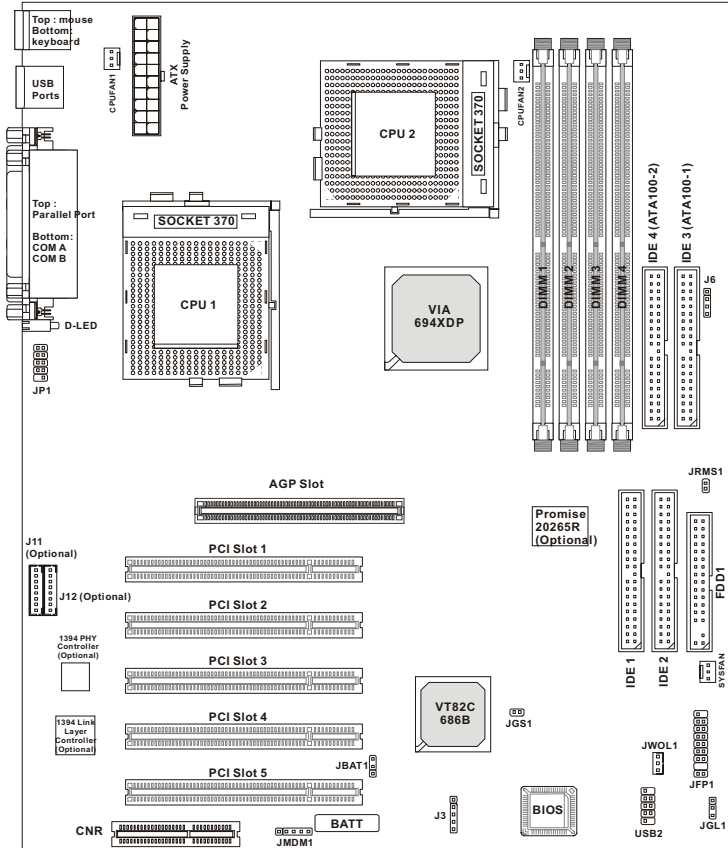 Top : mouse
Bottom:
keyboard
USB
Ports
CPUFAN1
ATX
Power Supply
CPU 2
SOCKET 370
CPUFAN2
Top :
Parallel Port
Bottom:
COM A
COM B
SOCKET 370
CPU 1
D-LED
JP1
VIA
694XDP
DIMM 1
DIMM 2
DIMM 3
DIMM 4
IDE 4 (ATA100-2)
IDE 3 (ATA100-1)
J6
JRMS1
AGP Slot
Promise
20265R
(Optional)
IDE 1
IDE 2
FDD1
SYSFAN
J11
(Optional)
J12 (Optional)
PCI Slot 1
PCI Slot 2
1394 PHY
Controller
(Optional)
PCI Slot 3
1394 Link
Layer
Controller
(Optional)
PCI Slot 4
VT82C
686B
JGS1
JBAT1
PCI Slot 5
JWOL1
JFP1
CNR
JMDM1
BATT
J3
BIOS
USB2
JGL1